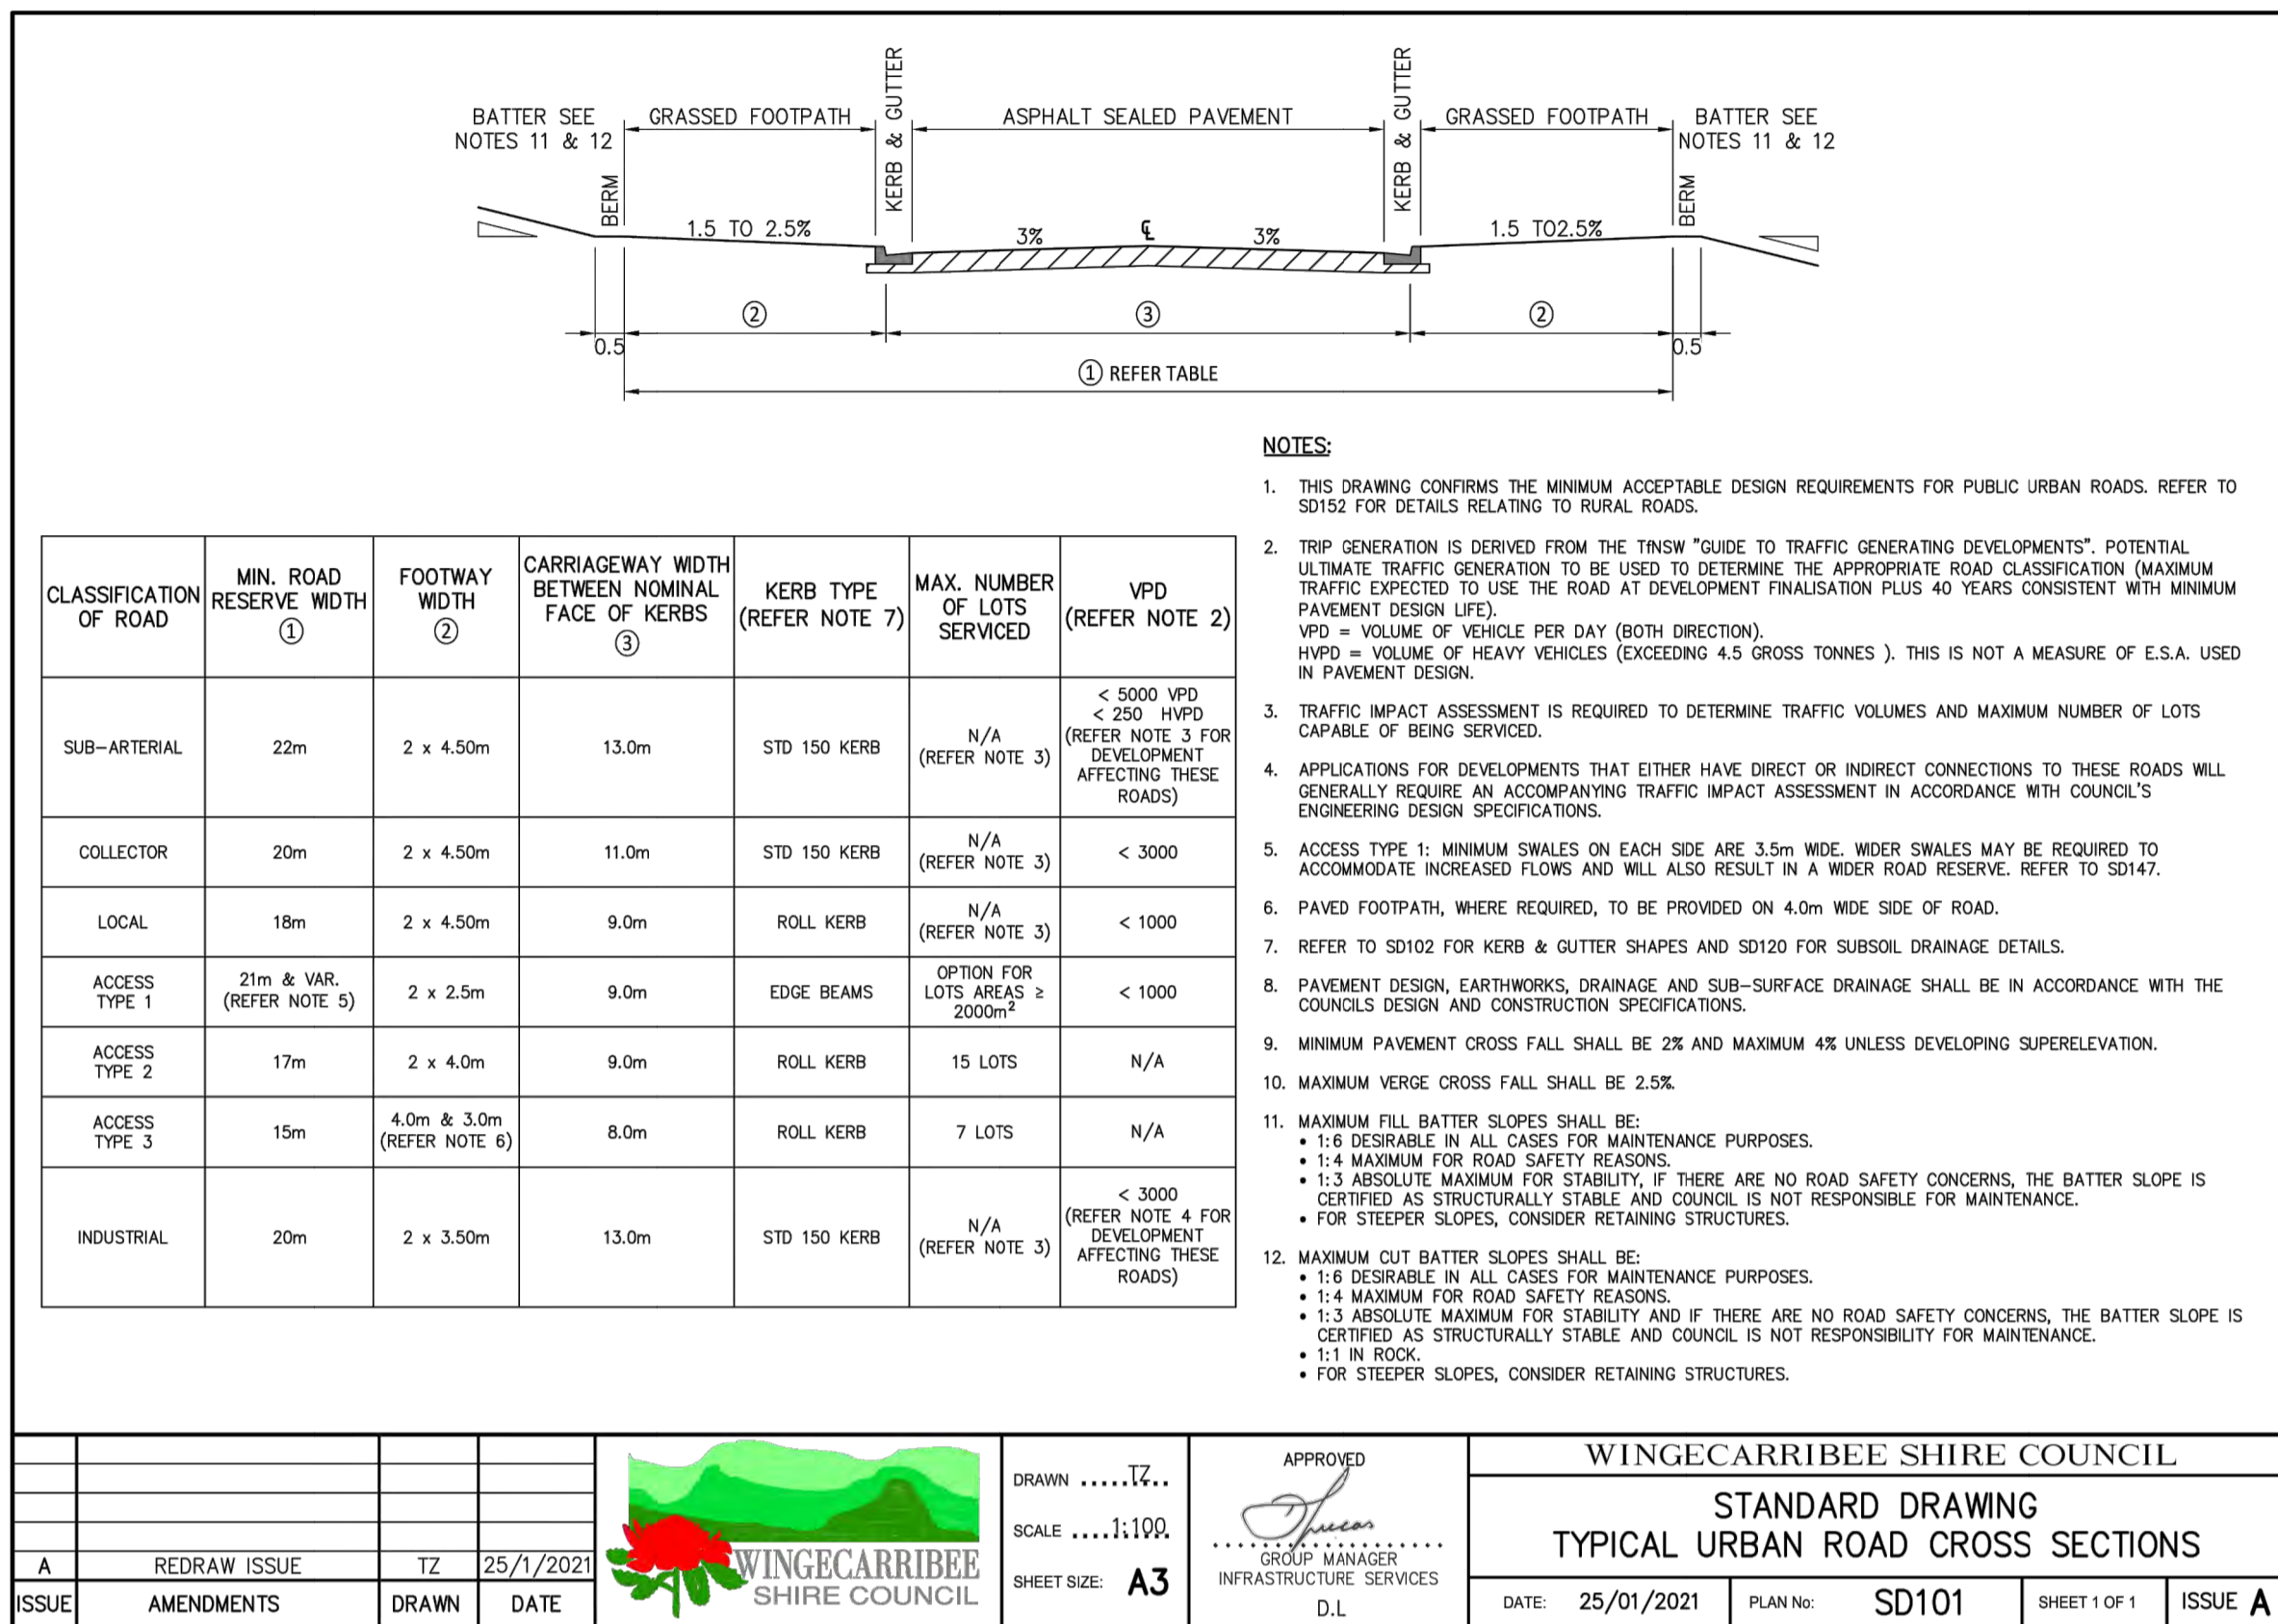 BATTER SEE
NOTES 11 & 12
BERM
GRASSED FOOTPATH
KERB & GUTTER
ASPHALT SEALED PAVEMENT
KERB & GUTTER
GRASSED FOOTPATH
BATTER SEE
NOTES 11 & 12
BERM
1.5 TO 2.5%
3%
℄
3%
1.5 TO2.5%
②
③
②
0.5
0.5
① REFER TABLE
CLASSIFICATION
OF ROAD
MIN. ROAD
RESERVE WIDTH
①
FOOTWAY
WIDTH
②
CARRIAGEWAY WIDTH
BETWEEN NOMINAL
FACE OF KERBS
③
KERB TYPE
(REFER NOTE 7)
MAX. NUMBER
OF LOTS
SERVICED
VPD
(REFER NOTE 2)
SUB-ARTERIAL
22m
2 x 4.50m
13.0m
STD 150 KERB
N/A
(REFER NOTE 3)
< 5000 VPD
< 250 HVPD
(REFER NOTE 3 FOR
DEVELOPMENT
AFFECTING THESE
ROADS)
COLLECTOR
20m
2 x 4.50m
11.0m
STD 150 KERB
N/A
(REFER NOTE 3)
< 3000
LOCAL
18m
2 x 4.50m
9.0m
ROLL KERB
N/A
(REFER NOTE 3)
< 1000
ACCESS
TYPE 1
21m & VAR.
(REFER NOTE 5)
2 x 2.5m
9.0m
EDGE BEAMS
OPTION FOR
LOTS AREAS ≥
2000m²
< 1000
ACCESS
TYPE 2
17m
2 x 4.0m
9.0m
ROLL KERB
15 LOTS
N/A
ACCESS
TYPE 3
15m
4.0m & 3.0m
(REFER NOTE 6)
8.0m
ROLL KERB
7 LOTS
N/A
INDUSTRIAL
20m
2 x 3.50m
13.0m
STD 150 KERB
N/A
(REFER NOTE 3)
< 3000
(REFER NOTE 4 FOR
DEVELOPMENT
AFFECTING THESE
ROADS)
NOTES:
1. THIS DRAWING CONFIRMS THE MINIMUM ACCEPTABLE DESIGN REQUIREMENTS FOR PUBLIC URBAN ROADS. REFER TO
SD152 FOR DETAILS RELATING TO RURAL ROADS.
2. TRIP GENERATION IS DERIVED FROM THE TfNSW "GUIDE TO TRAFFIC GENERATING DEVELOPMENTS". POTENTIAL
ULTIMATE TRAFFIC GENERATION TO BE USED TO DETERMINE THE APPROPRIATE ROAD CLASSIFICATION (MAXIMUM
TRAFFIC EXPECTED TO USE THE ROAD AT DEVELOPMENT FINALISATION PLUS 40 YEARS CONSISTENT WITH MINIMUM
PAVEMENT DESIGN LIFE).
VPD = VOLUME OF VEHICLE PER DAY (BOTH DIRECTION).
HVPD = VOLUME OF HEAVY VEHICLES (EXCEEDING 4.5 GROSS TONNES ). THIS IS NOT A MEASURE OF E.S.A. USED
IN PAVEMENT DESIGN.
3. TRAFFIC IMPACT ASSESSMENT IS REQUIRED TO DETERMINE TRAFFIC VOLUMES AND MAXIMUM NUMBER OF LOTS
CAPABLE OF BEING SERVICED.
4. APPLICATIONS FOR DEVELOPMENTS THAT EITHER HAVE DIRECT OR INDIRECT CONNECTIONS TO THESE ROADS WILL
GENERALLY REQUIRE AN ACCOMPANYING TRAFFIC IMPACT ASSESSMENT IN ACCORDANCE WITH COUNCIL'S
ENGINEERING DESIGN SPECIFICATIONS.
5. ACCESS TYPE 1: MINIMUM SWALES ON EACH SIDE ARE 3.5m WIDE. WIDER SWALES MAY BE REQUIRED TO
ACCOMMODATE INCREASED FLOWS AND WILL ALSO RESULT IN A WIDER ROAD RESERVE. REFER TO SD147.
6. PAVED FOOTPATH, WHERE REQUIRED, TO BE PROVIDED ON 4.0m WIDE SIDE OF ROAD.
7. REFER TO SD102 FOR KERB & GUTTER SHAPES AND SD120 FOR SUBSOIL DRAINAGE DETAILS.
8. PAVEMENT DESIGN, EARTHWORKS, DRAINAGE AND SUB-SURFACE DRAINAGE SHALL BE IN ACCORDANCE WITH THE
COUNCILS DESIGN AND CONSTRUCTION SPECIFICATIONS.
9. MINIMUM PAVEMENT CROSS FALL SHALL BE 2% AND MAXIMUM 4% UNLESS DEVELOPING SUPERELEVATION.
10. MAXIMUM VERGE CROSS FALL SHALL BE 2.5%.
11. MAXIMUM FILL BATTER SLOPES SHALL BE:
• 1:6 DESIRABLE IN ALL CASES FOR MAINTENANCE PURPOSES.
• 1:4 MAXIMUM FOR ROAD SAFETY REASONS.
• 1:3 ABSOLUTE MAXIMUM FOR STABILITY, IF THERE ARE NO ROAD SAFETY CONCERNS, THE BATTER SLOPE IS
CERTIFIED AS STRUCTURALLY STABLE AND COUNCIL IS NOT RESPONSIBLE FOR MAINTENANCE.
• FOR STEEPER SLOPES, CONSIDER RETAINING STRUCTURES.
12. MAXIMUM CUT BATTER SLOPES SHALL BE:
• 1:6 DESIRABLE IN ALL CASES FOR MAINTENANCE PURPOSES.
• 1:4 MAXIMUM FOR ROAD SAFETY REASONS.
• 1:3 ABSOLUTE MAXIMUM FOR STABILITY AND IF THERE ARE NO ROAD SAFETY CONCERNS, THE BATTER SLOPE IS
CERTIFIED AS STRUCTURALLY STABLE AND COUNCIL IS NOT RESPONSIBILITY FOR MAINTENANCE.
• 1:1 IN ROCK.
• FOR STEEPER SLOPES, CONSIDER RETAINING STRUCTURES.
A REDRAW ISSUE TZ 25/1/2021
ISSUE AMENDMENTS DRAWN DATE
WINGECARRIBEE
SHIRE COUNCIL
DRAWN .....TZ..
SCALE ....1:100.
SHEET SIZE: A3
APPROVED
GROUP MANAGER
INFRASTRUCTURE SERVICES
D.L
WINGECARRIBEE SHIRE COUNCIL
STANDARD DRAWING
TYPICAL URBAN ROAD CROSS SECTIONS
DATE: 25/01/2021
PLAN No: SD101
SHEET 1 OF 1
ISSUE A